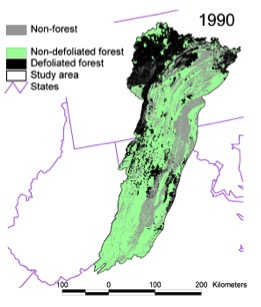 1990
Non-forest
Non-defoliated forest
Defoliated forest
Study area
States
100 0 100 200 Kilometers